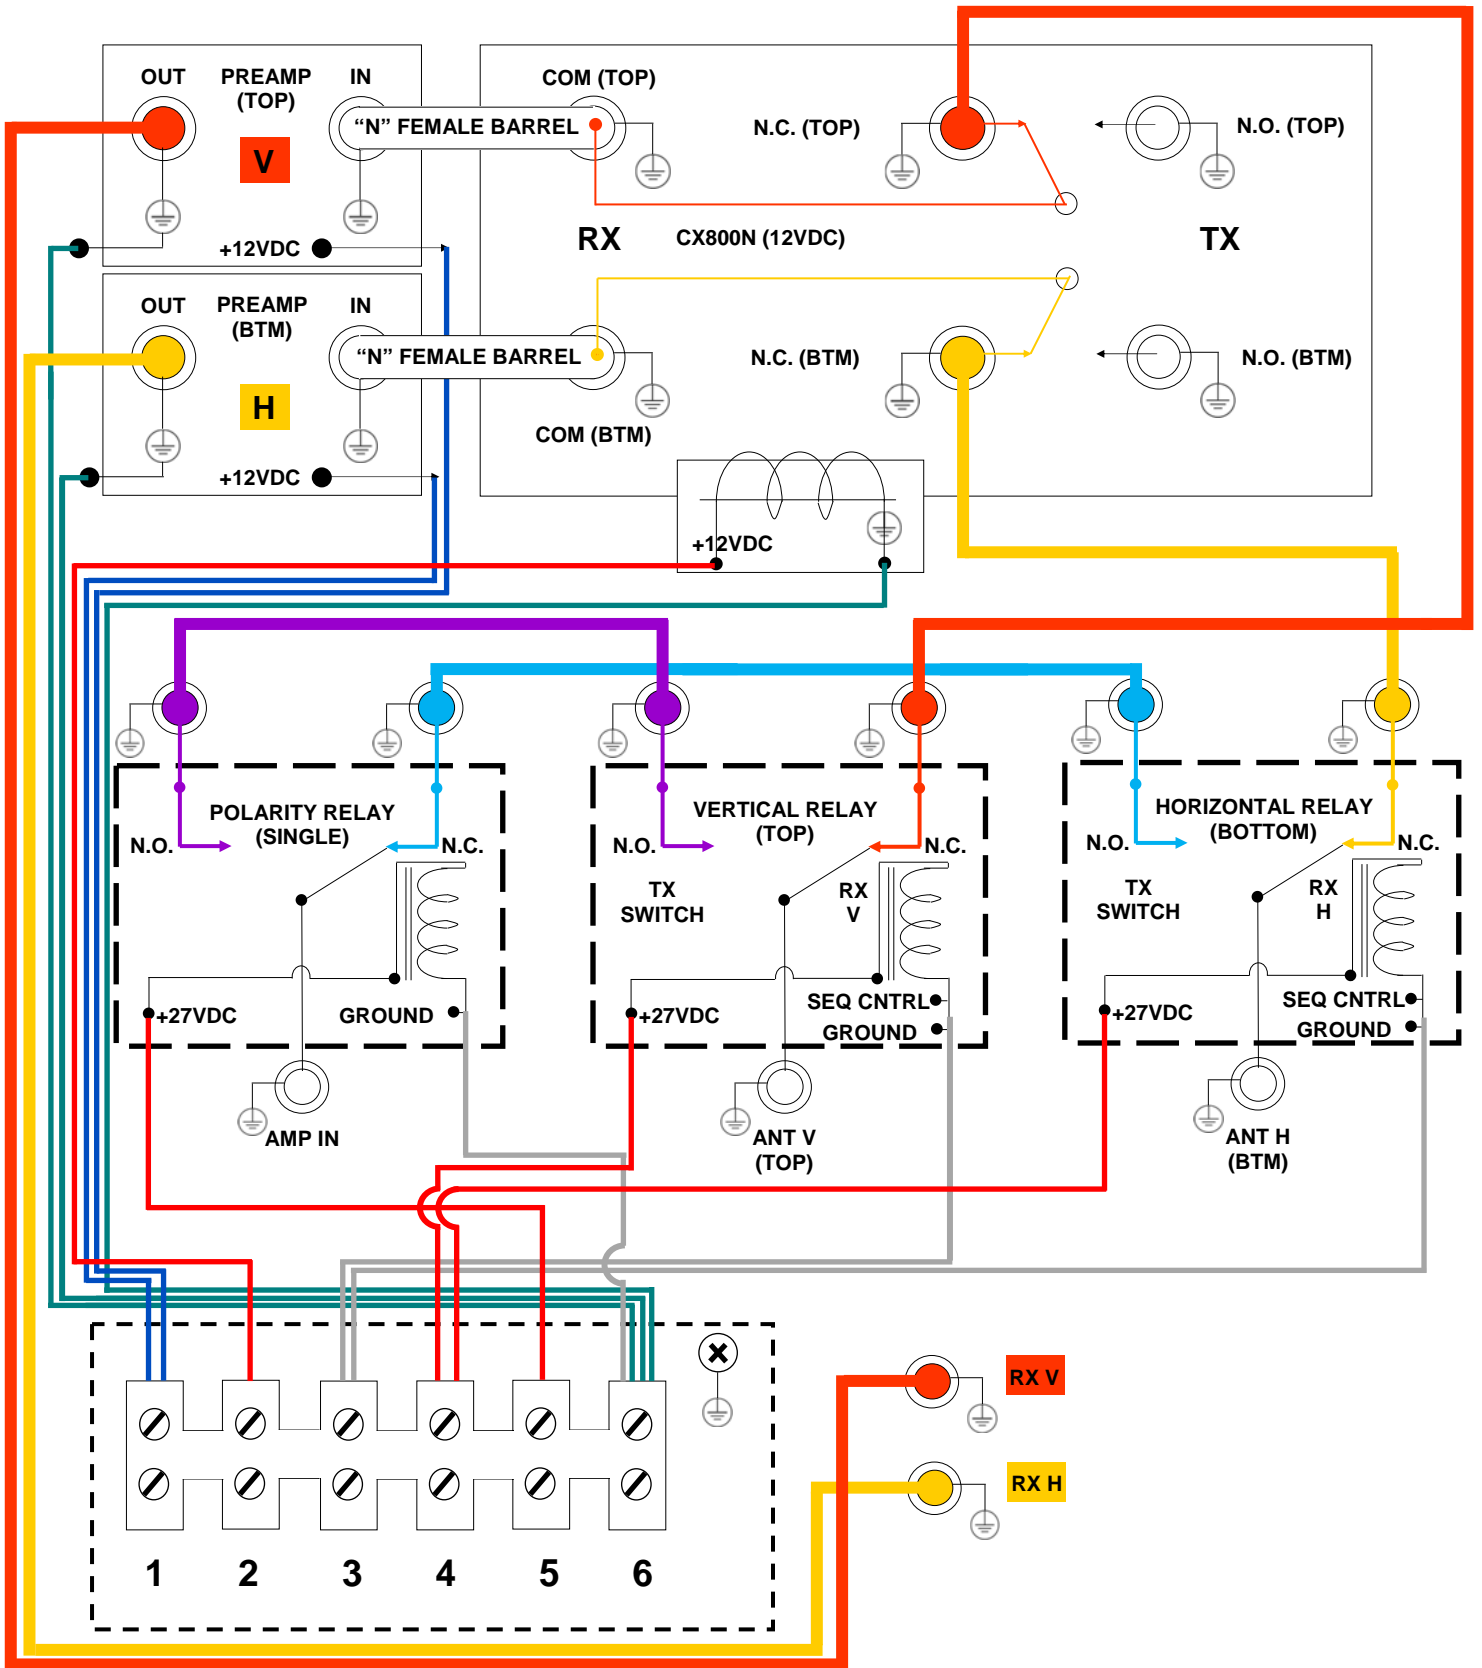 OUT
PREAMP
(TOP)
IN
COM (TOP)
“N” FEMALE BARREL
N.C. (TOP)
N.O. (TOP)
V
+12VDC
RX
CX800N (12VDC)
TX
OUT
PREAMP
(BTM)
IN
“N” FEMALE BARREL
N.C. (BTM)
N.O. (BTM)
H
COM (BTM)
+12VDC
+12VDC
POLARITY RELAY
(SINGLE)
N.O.
N.C.
+27VDC
GROUND
AMP IN
VERTICAL RELAY
(TOP)
N.O.
N.C.
TX
SWITCH
RX
V
SEQ CNTRL
+27VDC
GROUND
ANT V
(TOP)
HORIZONTAL RELAY
(BOTTOM)
N.O.
N.C.
TX
SWITCH
RX
H
SEQ CNTRL
+27VDC
GROUND
ANT H
(BTM)
RX V
RX H
1
2
3
4
5
6